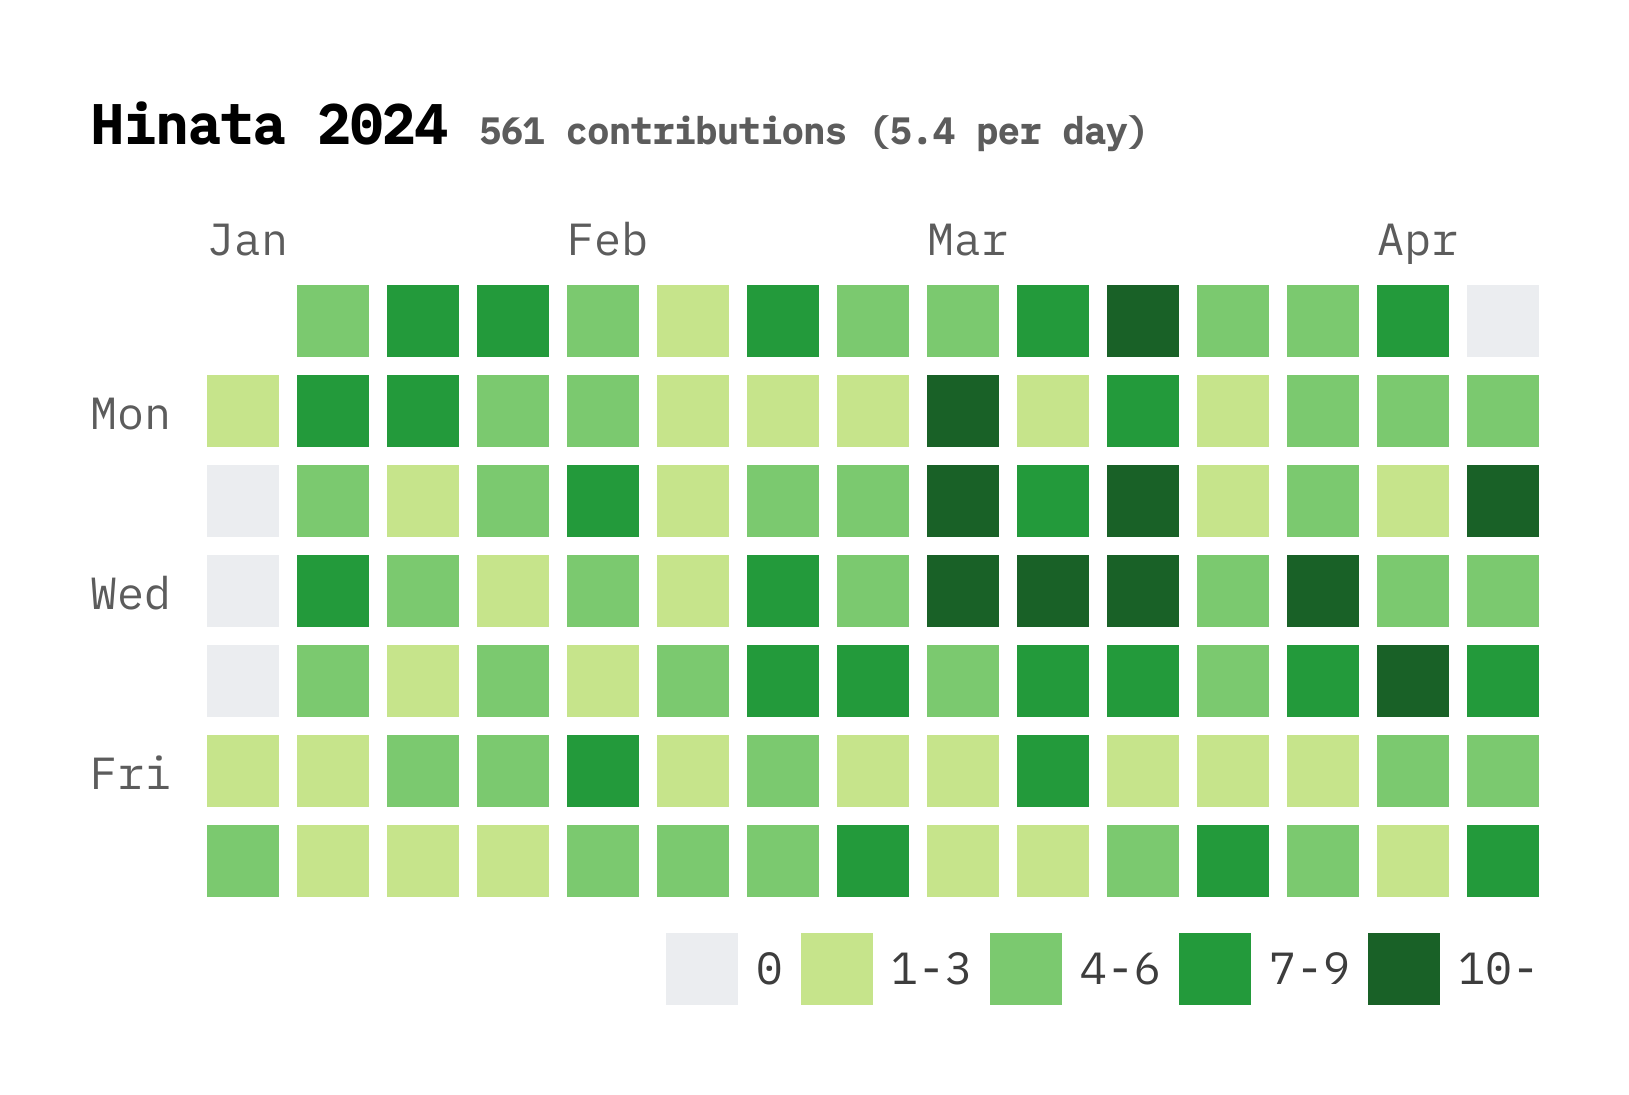 Hinata 2024 561 contributions (5.4 per day)
Jan Feb Mar Apr
Mon
Wed
Fri
0 1-3 4-6 7-9 10-